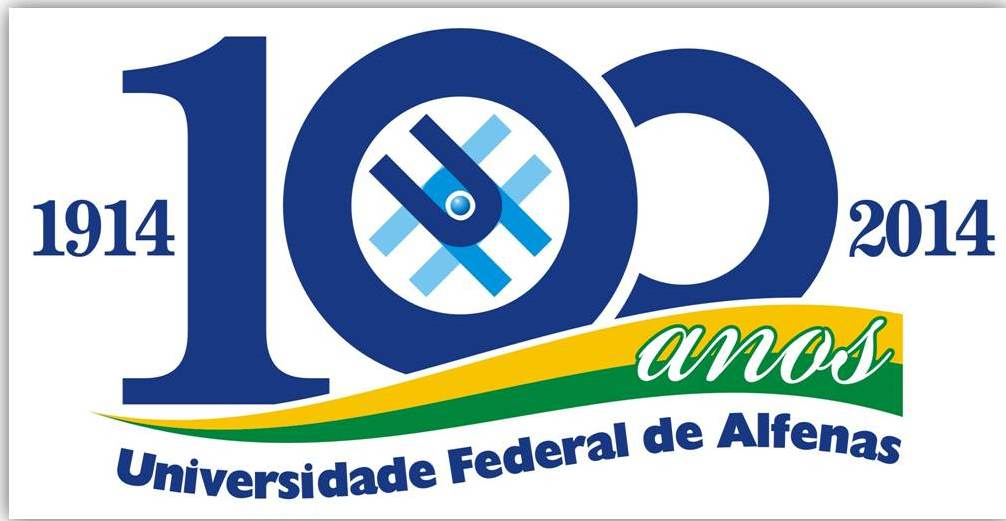 1914 100 2014
anos
Universidade Federal de Alfenas